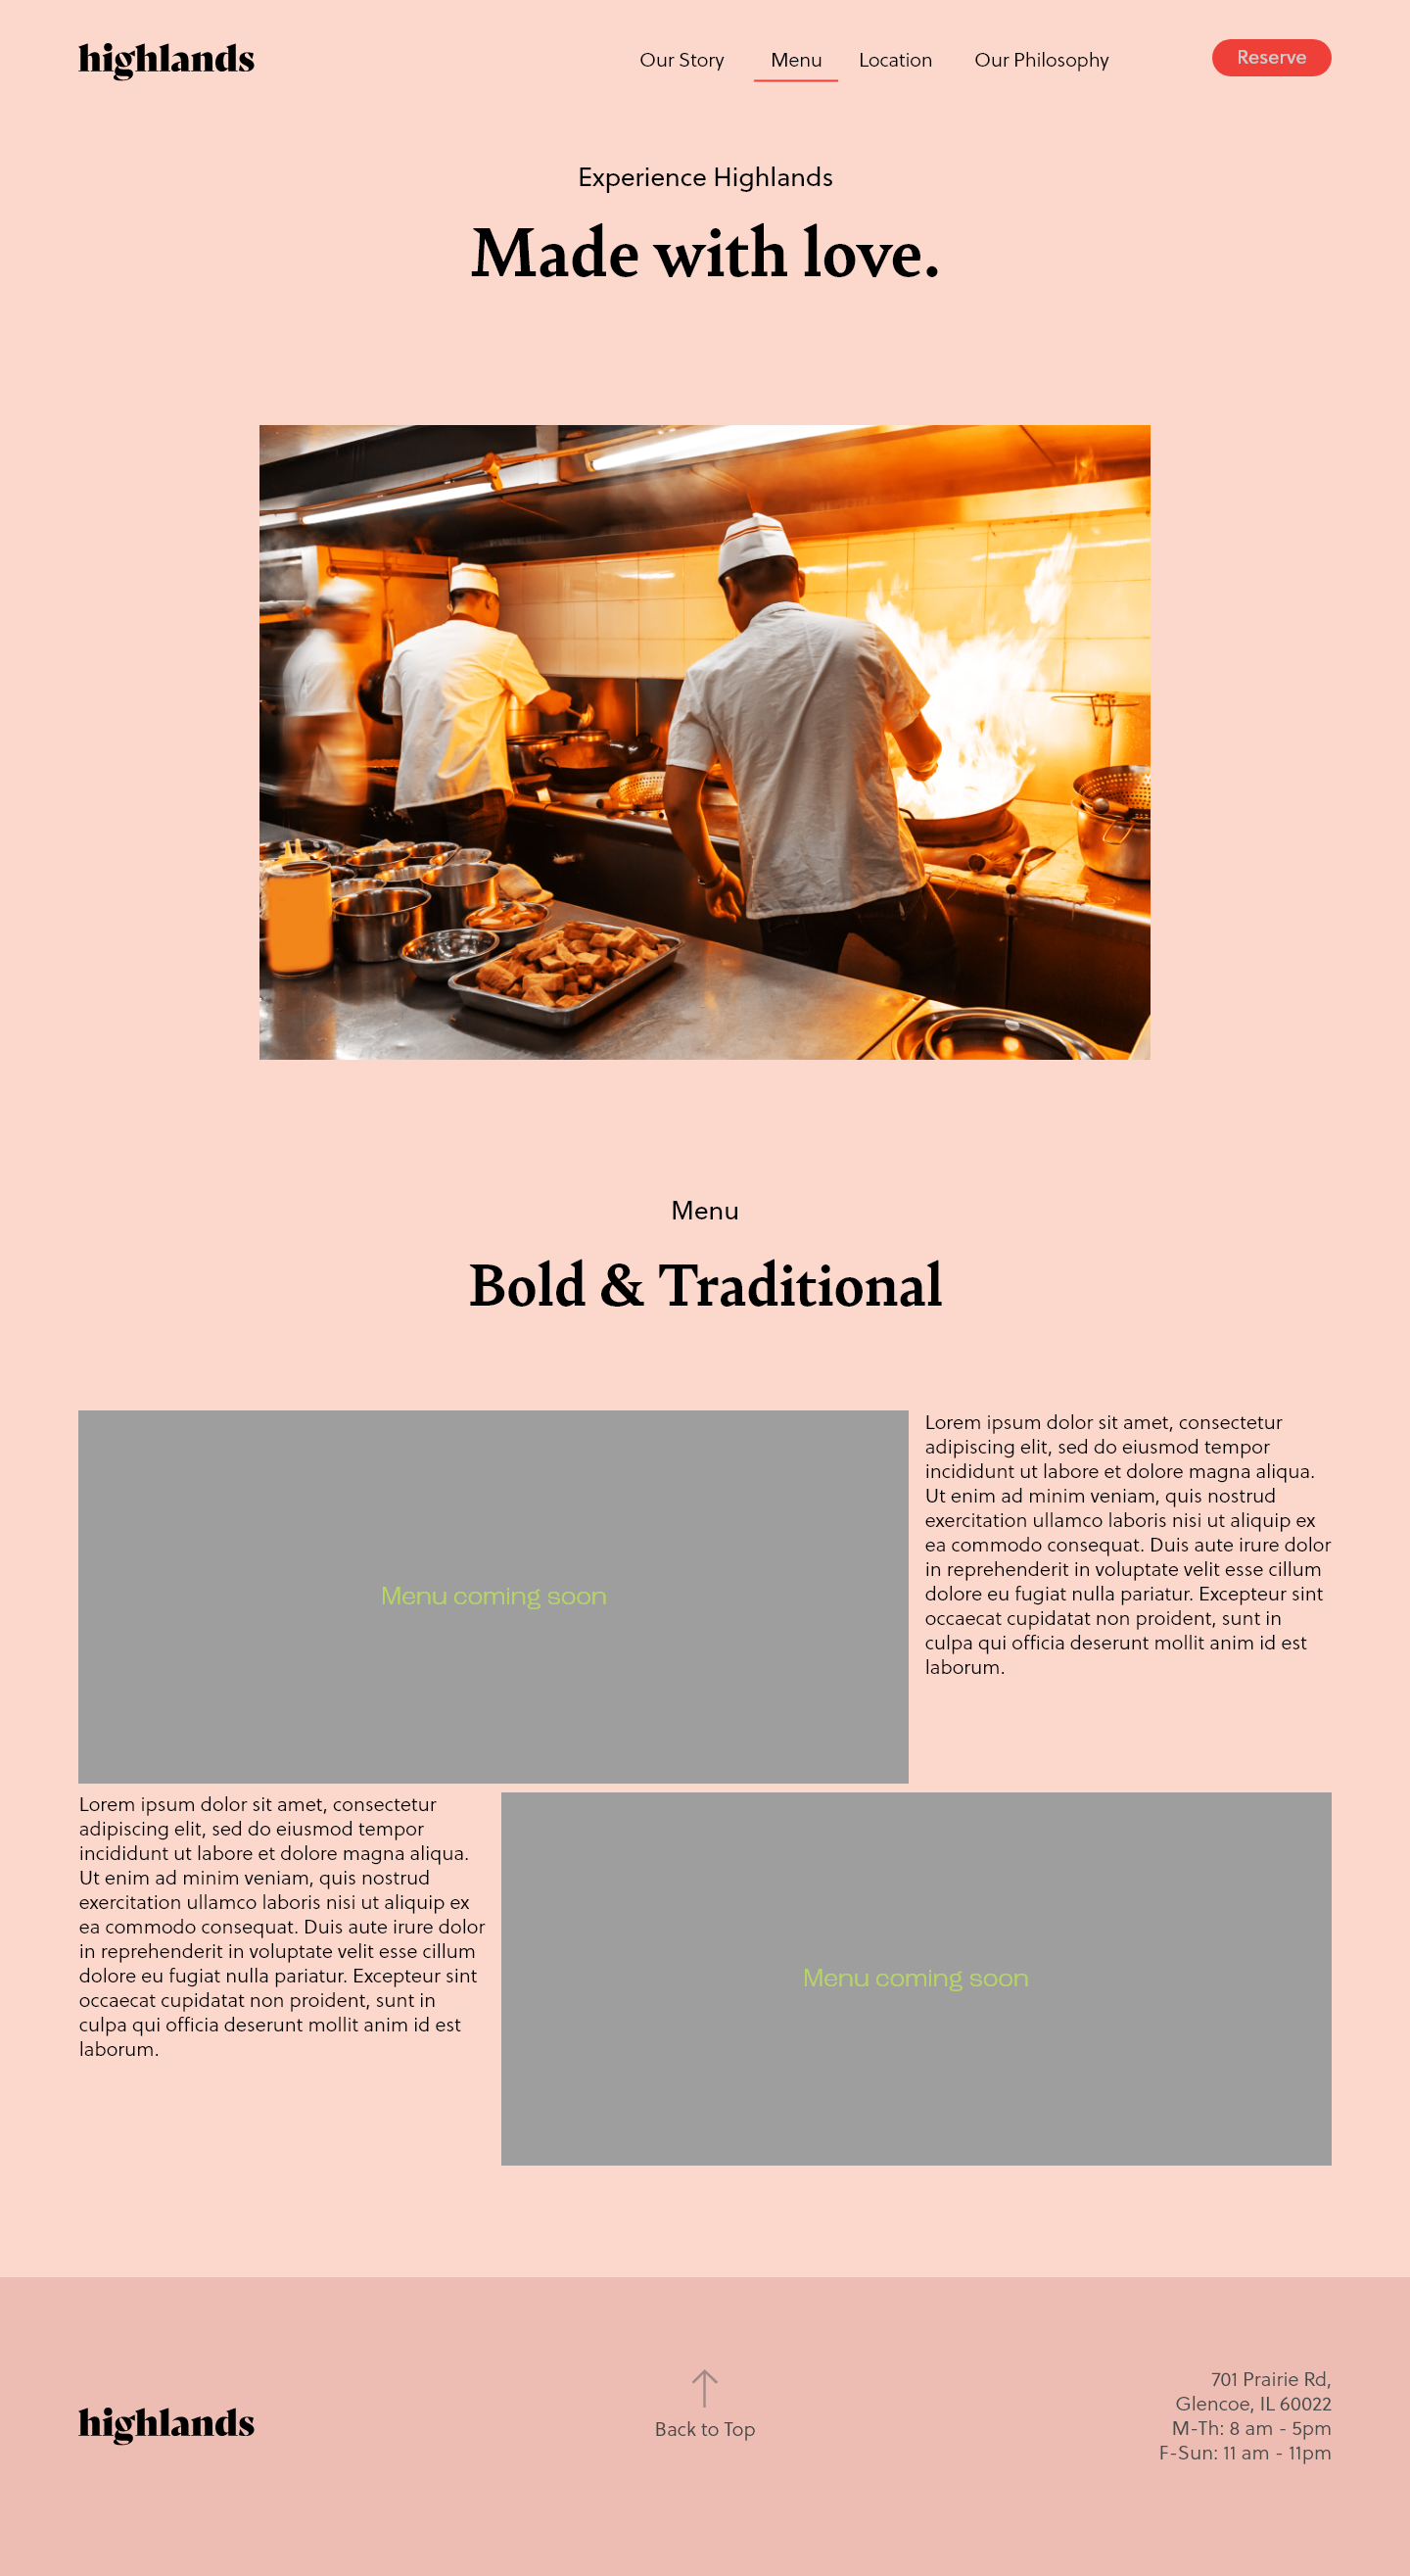 highlands
Our Story
Menu
Location
Our Philosophy
Reserve
Experience Highlands
Made with love.
Menu
Bold & Traditional
Menu coming soon
Lorem ipsum dolor sit amet, consectetur
adipiscing elit, sed do eiusmod tempor
incididunt ut labore et dolore magna aliqua.
Ut enim ad minim veniam, quis nostrud
exercitation ullamco laboris nisi ut aliquip ex
ea commodo consequat. Duis aute irure dolor
in reprehenderit in voluptate velit esse cillum
dolore eu fugiat nulla pariatur. Excepteur sint
occaecat cupidatat non proident, sunt in
culpa qui officia deserunt mollit anim id est
laborum.
Lorem ipsum dolor sit amet, consectetur
adipiscing elit, sed do eiusmod tempor
incididunt ut labore et dolore magna aliqua.
Ut enim ad minim veniam, quis nostrud
exercitation ullamco laboris nisi ut aliquip ex
ea commodo consequat. Duis aute irure dolor
in reprehenderit in voluptate velit esse cillum
dolore eu fugiat nulla pariatur. Excepteur sint
occaecat cupidatat non proident, sunt in
culpa qui officia deserunt mollit anim id est
laborum.
Menu coming soon
highlands
Back to Top
701 Prairie Rd,
Glencoe, IL 60022
M-Th: 8 am - 5pm
F-Sun: 11 am - 11pm